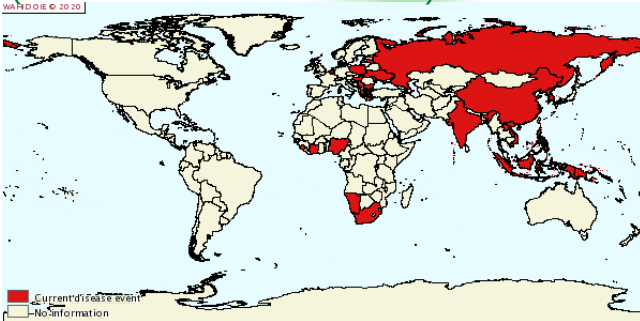 WAHID OIE © 2020
Current disease event
No information